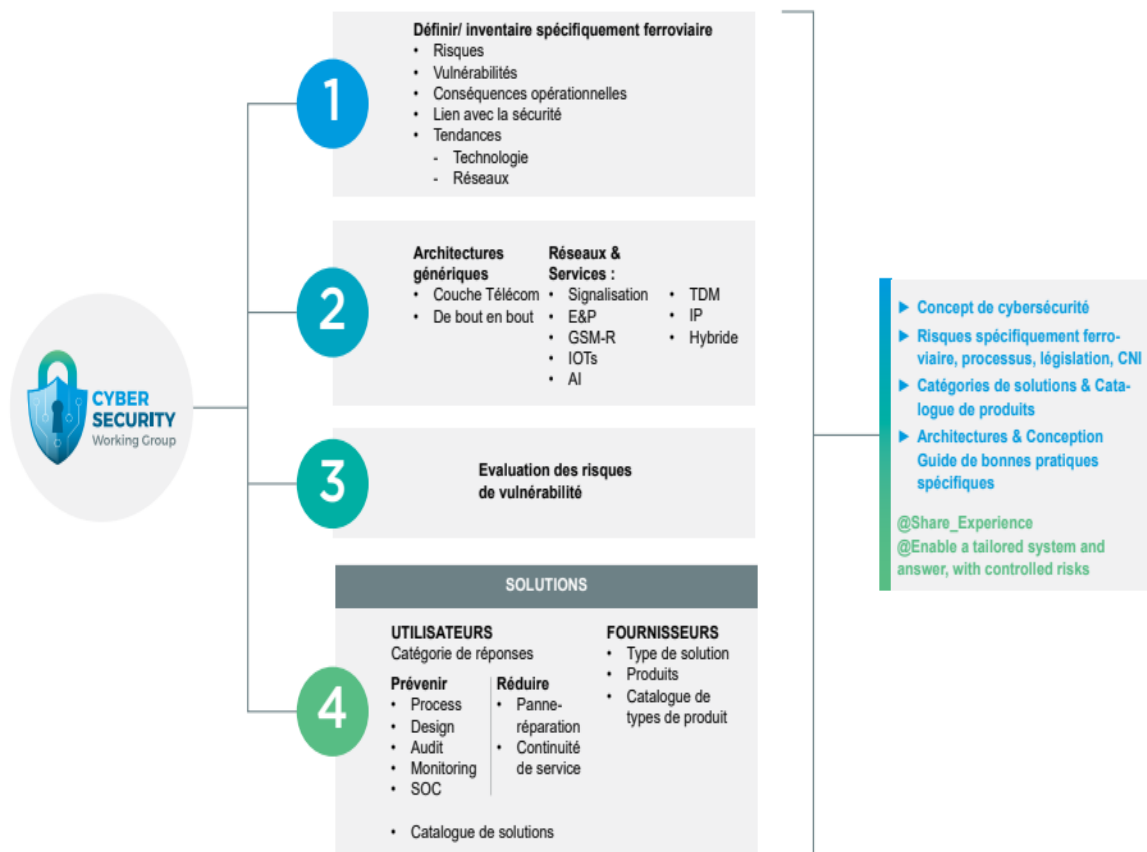 CYBER
SECURITY
Working Group
1
Définir/ inventaire spécifiquement ferroviaire
• Risques
• Vulnérabilités
• Conséquences opérationnelles
• Lien avec la sécurité
• Tendances
- Technologie
- Réseaux
2
Architectures
génériques
• Couche Télécom
• De bout en bout
Réseaux &
Services :
• Signalisation
• E&P
• GSM-R
• IOTs
• AI
• TDM
• IP
• Hybride
3
Evaluation des risques
de vulnérabilité
4
SOLUTIONS
UTILISATEURS
Catégorie de réponses
Prévenir
• Process
• Design
• Audit
• Monitoring
• SOC
Réduire
• Panne-
réparation
• Continuité
de service
• Catalogue de solutions
FOURNISSEURS
• Type de solution
• Produits
• Catalogue de
types de produit
▶ Concept de cybersécurité
▶ Risques spécifiquement ferro-
viaire, processus, législation, CNI
▶ Catégories de solutions & Cata-
logue de produits
▶ Architectures & Conception
Guide de bonnes pratiques
spécifiques
@Share_Experience
@Enable a tailored system and
answer, with controlled risks